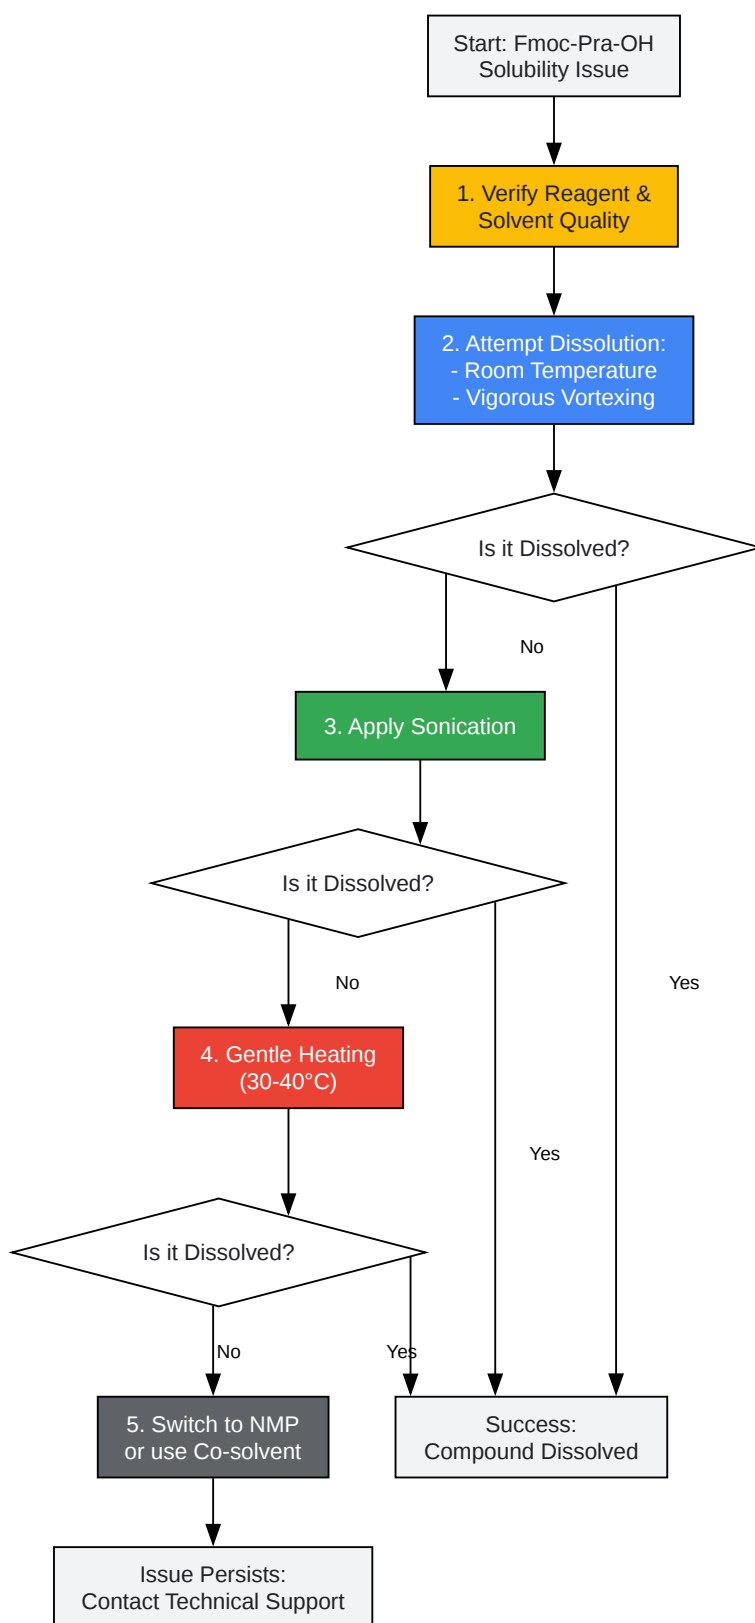 Start: Fmoc-Pra-OH
Solubility Issue
1. Verify Reagent &
Solvent Quality
2. Attempt Dissolution:
- Room Temperature
- Vigorous Vortexing
Is it Dissolved?
No
3. Apply Sonication
Is it Dissolved?
No
Yes
4. Gentle Heating
(30-40°C)
Yes
Is it Dissolved?
No
Yes
5. Switch to NMP
or use Co-solvent
Success:
Compound Dissolved
Issue Persists:
Contact Technical Support